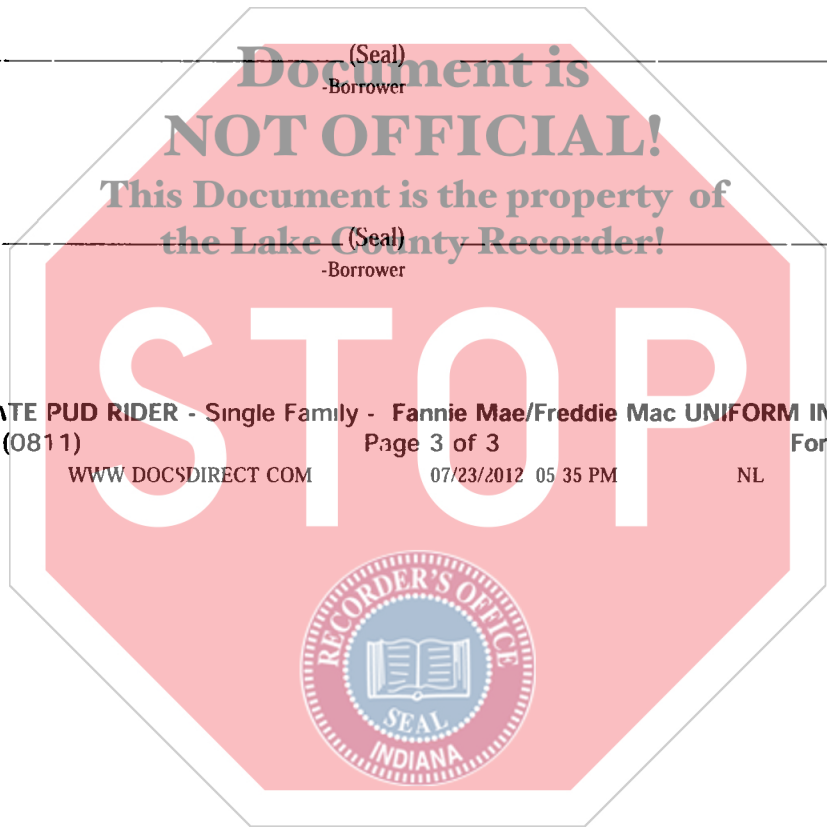 (Seal)
Document is
-Borrower
NOT OFFICIAL!
This Document is the property of
(Seal)
the Lake County Recorder!
-Borrower
STOP
TE PUD RIDER - Single Family - Fannie Mae/Freddie Mac UNIFORM IN
(0811) Page 3 of 3 For
WWW DOCSDIRECT COM 07/23/2012 05 35 PM NL
RECORDER'S OFFICE
SEAL
INDIANA